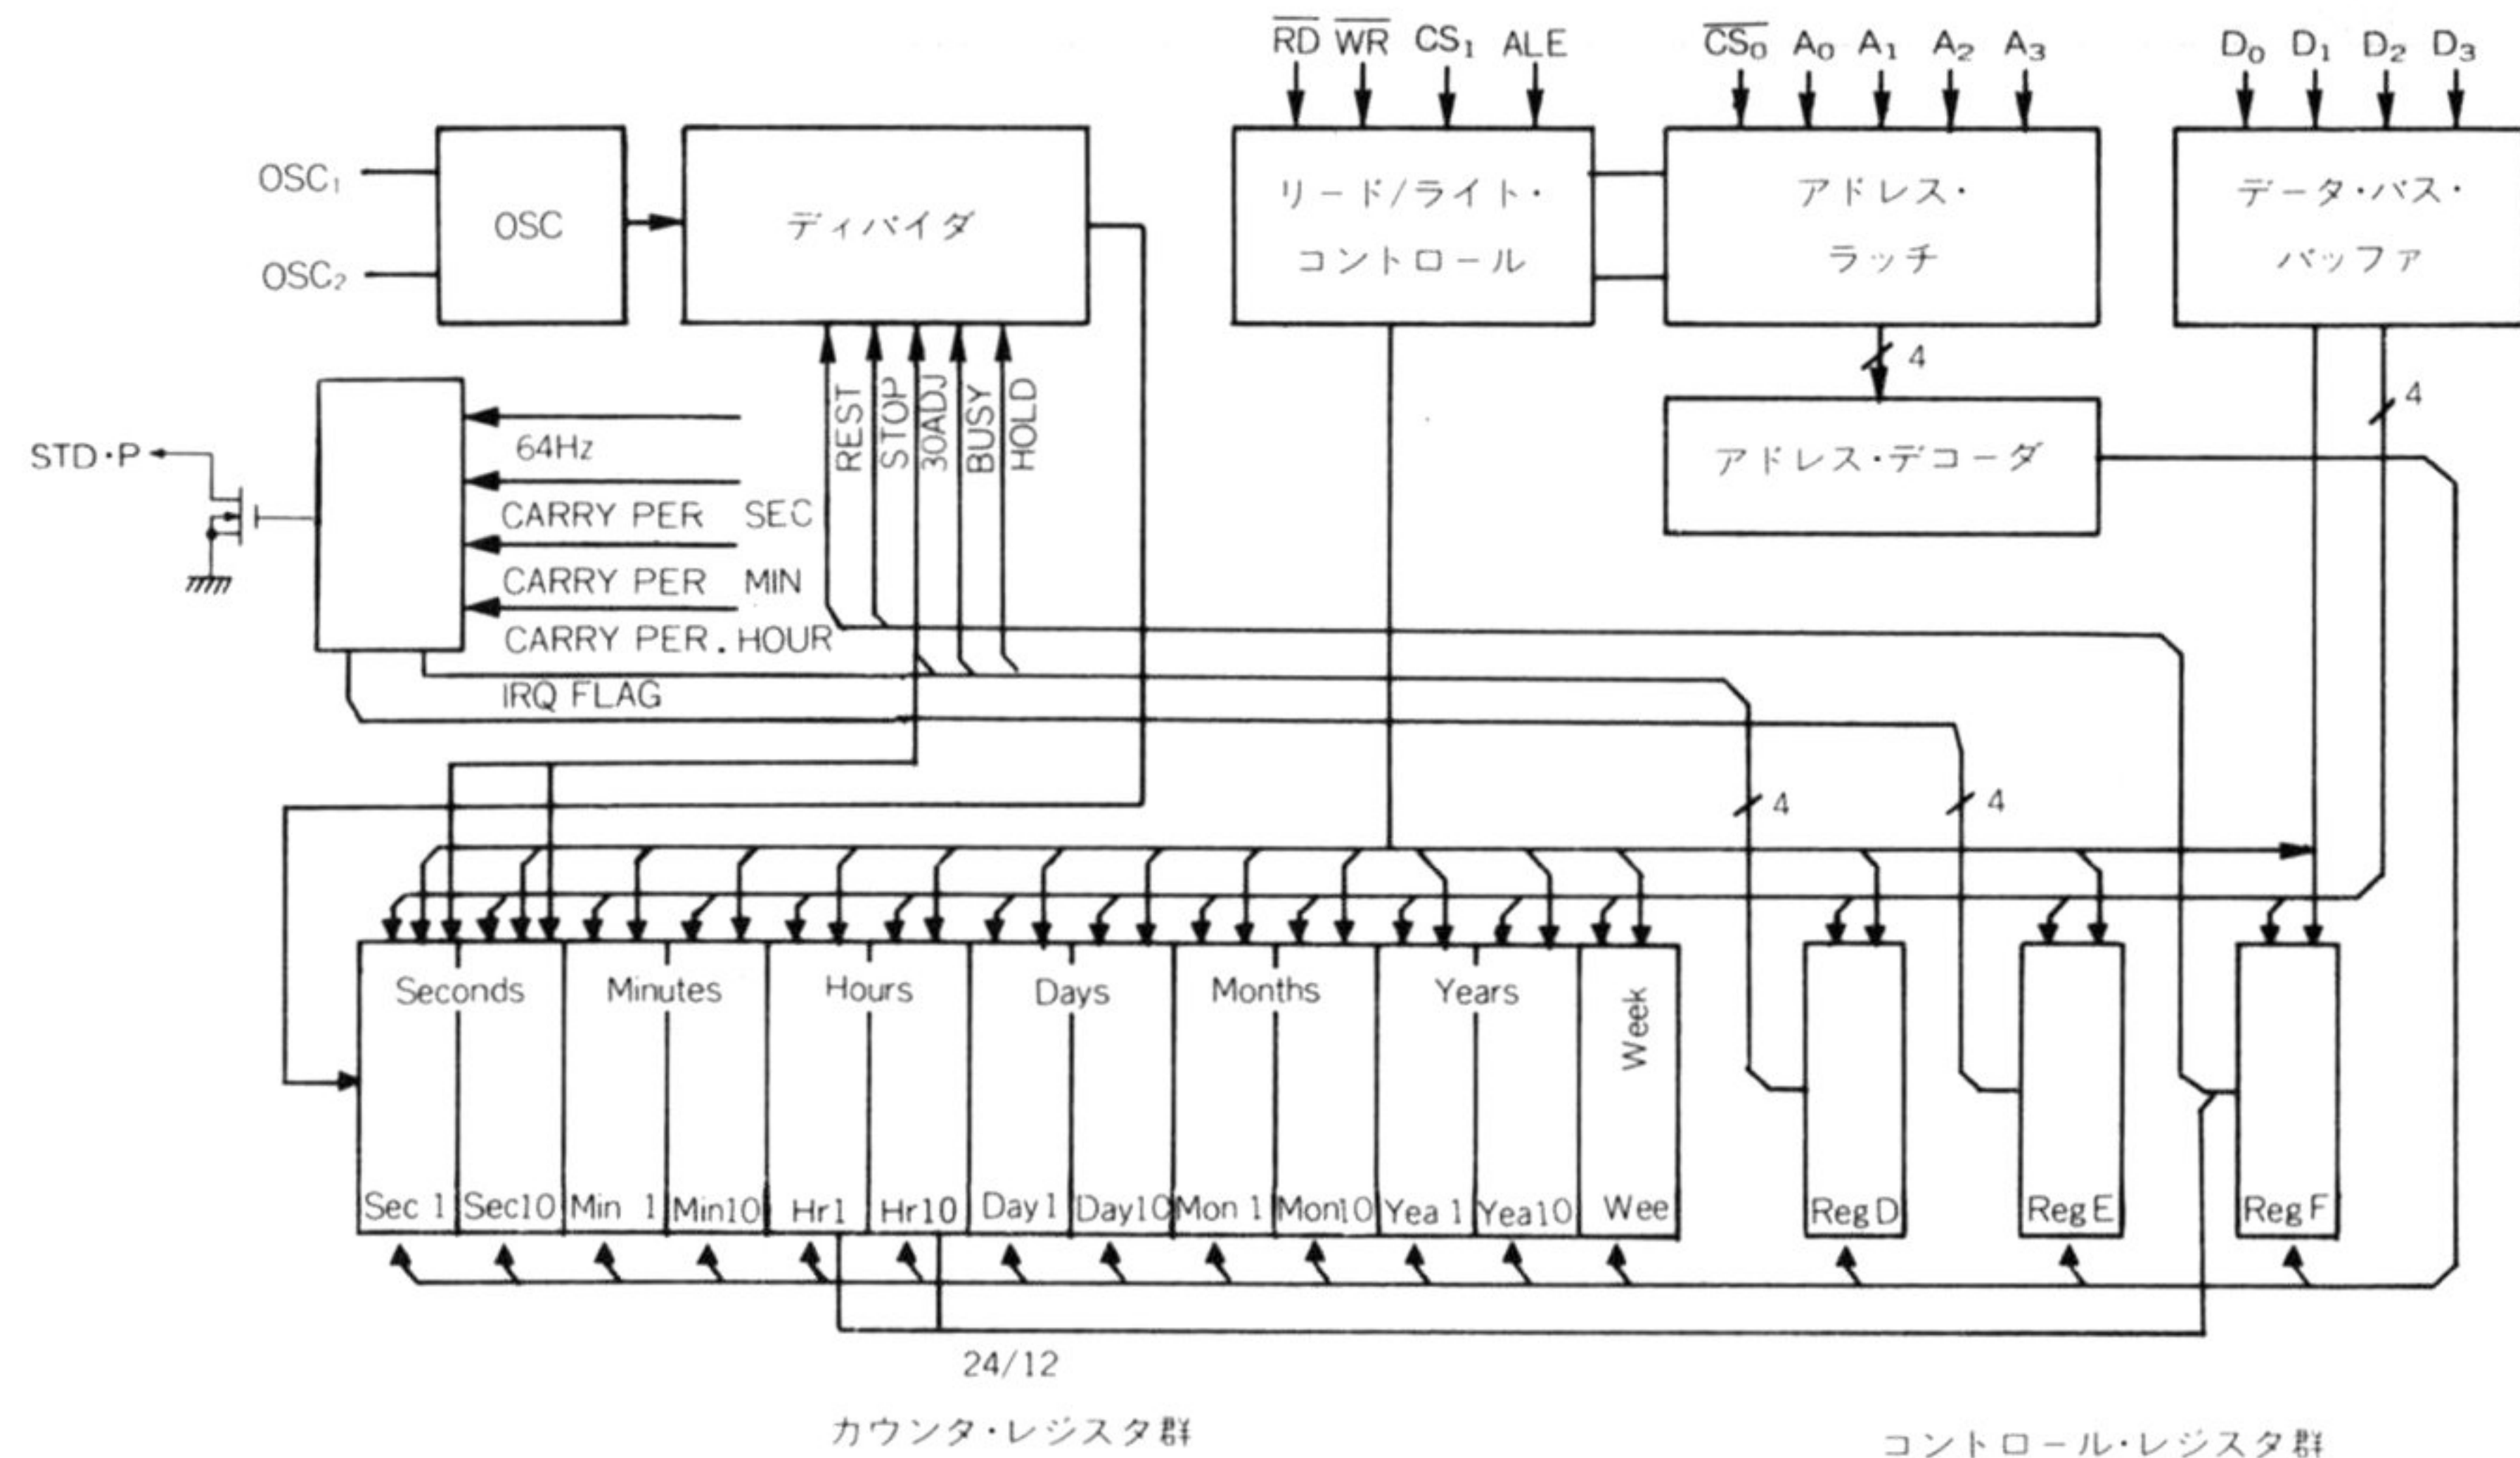 R̅D̅ W̅R̅ CS₁ ALE
C̅S̅₀ A₀ A₁ A₂ A₃
D₀ D₁ D₂ D₃
OSC₁
OSC₂
OSC
ディバイダ
リード/ライト・
コントロール
アドレス・
ラッチ
データ・バス・
バッファ
4
4
アドレス・デコーダ
REST
STOP
30ADJ
BUSY
HOLD
STD・P
64Hz
CARRY PER SEC
CARRY PER MIN
CARRY PER. HOUR
IRQ FLAG
4
4
Seconds
Minutes
Hours
Days
Months
Years
Week
Sec 1
Sec10
Min 1
Min10
Hr1
Hr10
Day1
Day10
Mon 1
Mon10
Yea 1
Yea10
Wee
Reg D
Reg E
Reg F
24/12
カウンタ・レジスタ群
コントロール・レジスタ群